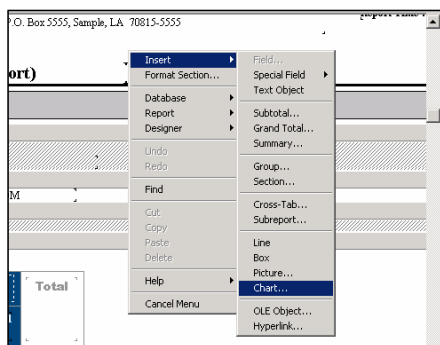 P.O. Box 5555, Sample, LA 70815-5555
ort)
Insert
Format Section...
Database
Report
Designer
Undo
Redo
Find
Cut
Copy
Paste
Delete
Help
Cancel Menu
Field...
Special Field
Text Object
Subtotal...
Grand Total...
Summary...
Group...
Section...
Cross-Tab...
Subreport...
Line
Box
Picture...
Chart...
OLE Object...
Hyperlink...
M
Total